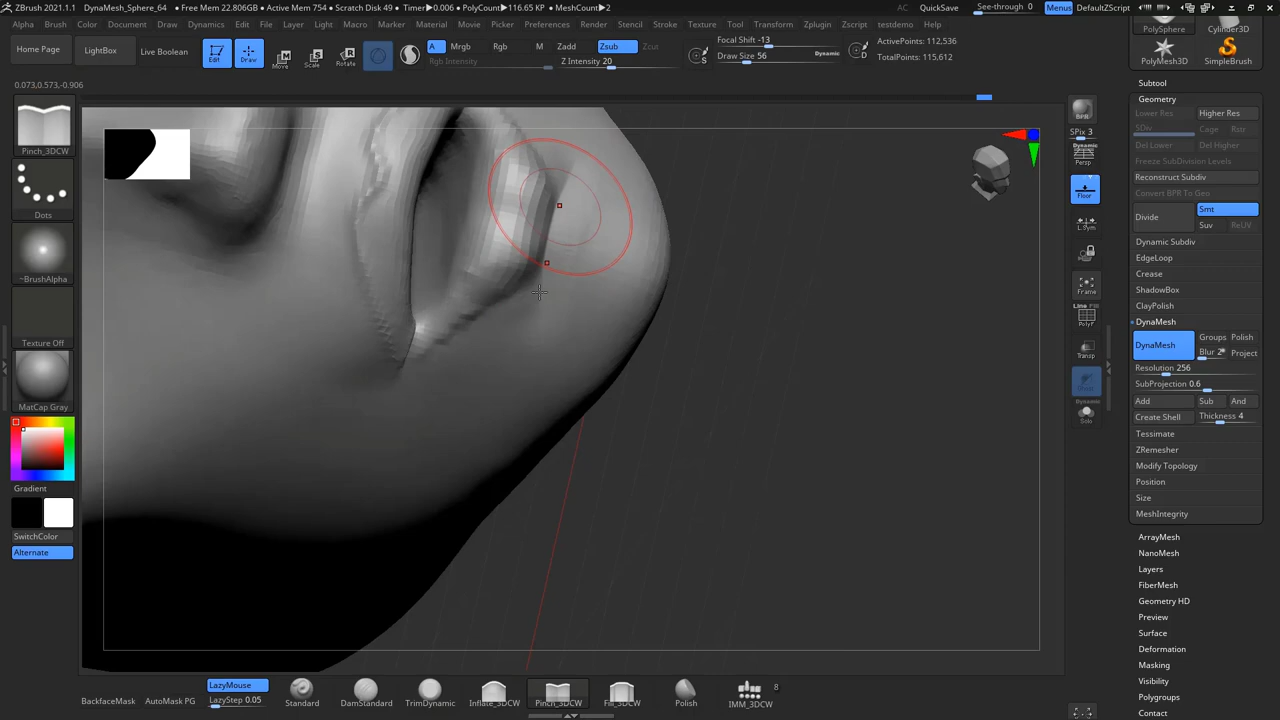 ZBrush 2021.1.1
DynaMesh_Sphere_64
● Free Mem 22.806GB ● Active Mem 754 ● Scratch Disk 49 ● Timer▶0.006 ● PolyCount▶116.65 KP ● MeshCount▶2
AC
QuickSave
See-through 0
Menus
DefaultZScript
Alpha
Brush
Color
Document
Draw
Dynamics
Edit
File
Layer
Light
Macro
Marker
Material
Movie
Picker
Preferences
Render
Stencil
Stroke
Texture
Tool
Transform
Zplugin
Zscript
testdemo
View
Home Page
LightBox
Live Boolean
Edit
Draw
Move
Scale
Rotate
A
Mrgb
Rgb
M
Zadd
Zsub
Zcut
Rgb Intensity
Z Intensity 20
S
Focal Shift -13
Draw Size 56
Dynamic
D
ActivePoints: 112,536
TotalPoints: 115,612
0.073,0.573,-0.906
Pinch_3DCW
Dots
~BrushAlpha
Texture Off
MatCap Gray
Gradient
SwitchColor
Alternate
BPR
SPix 3
Dynamic
Persp
Floor
L.Sym
Frame
Line Fill
PolyF
Transp
Ghost
Dynamic
Solo
PolySphere
Cylinder3D
PolyMesh3D
SimpleBrush
Subtool
Geometry
Lower Res
Higher Res
SDiv
Cage
Rstr
Del Lower
Del Higher
Freeze SubDivision Levels
Reconstruct Subdiv
Convert BPR To Geo
Divide
Smt
Suv
ReUV
Dynamic Subdiv
EdgeLoop
Crease
ShadowBox
ClayPolish
DynaMesh
DynaMesh
Groups
Polish
Blur 2
Project
Resolution 256
SubProjection 0.6
Add
Sub
And
Create Shell
Thickness 4
Tessimate
ZRemesher
Modify Topology
Position
Size
MeshIntegrity
ArrayMesh
NanoMesh
Layers
FiberMesh
Geometry HD
Preview
Surface
Deformation
Masking
Visibility
Polygroups
Contact
BackfaceMask
AutoMask PG
LazyMouse
LazyStep 0.05
Standard
DamStandard
TrimDynamic
Inflate_3DCW
Pinch_3DCW
Fill_3DCW
Polish
IMM_3DCW
8